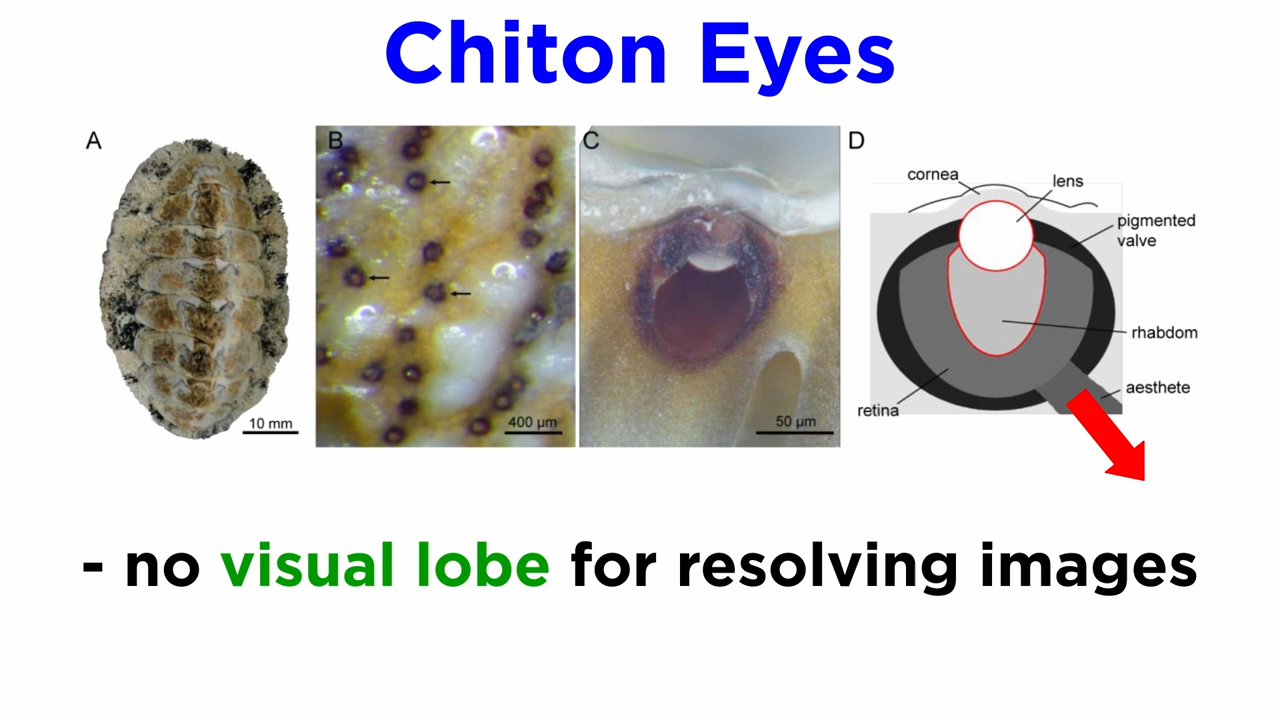 Chiton Eyes
A
10 mm
B
400 µm
C
50 µm
D
cornea
lens
pigmented
valve
rhabdom
aesthete
retina
- no visual lobe for resolving images